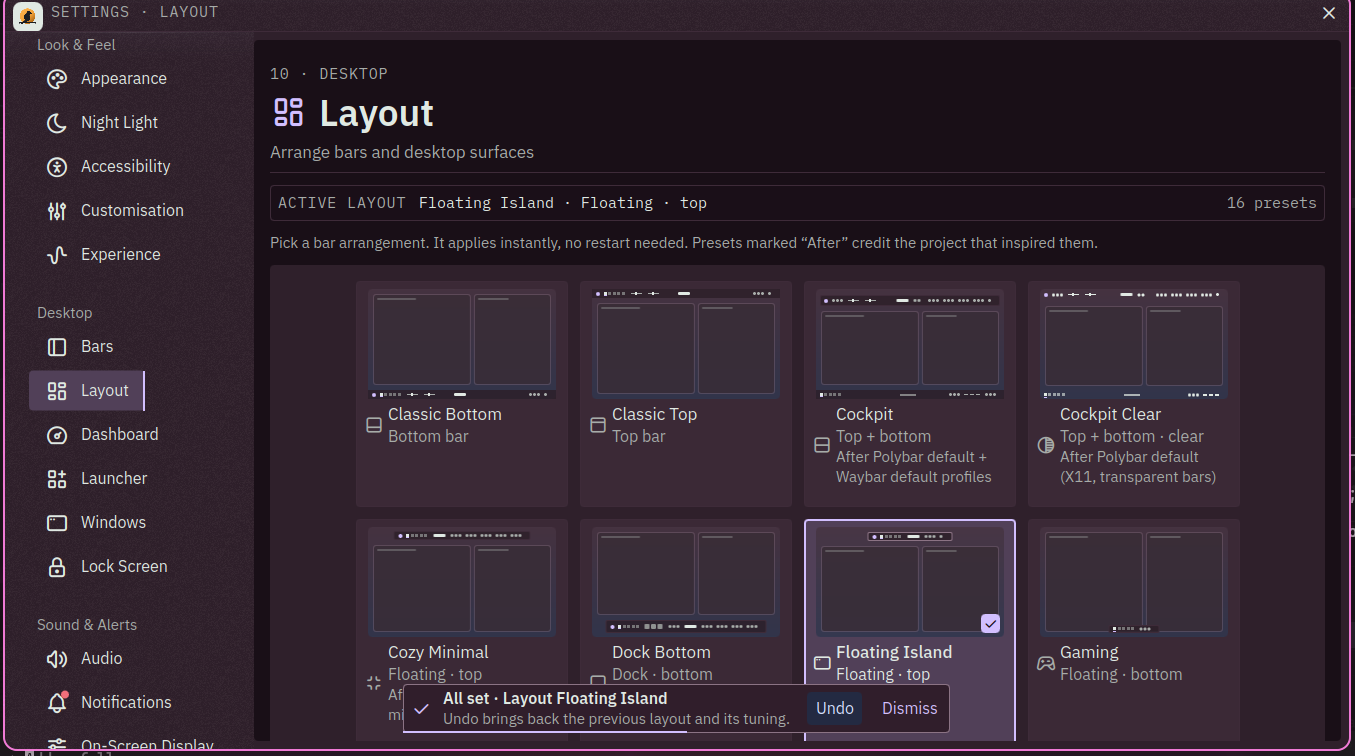 SETTINGS · LAYOUT
Look & Feel
Appearance
Night Light
Accessibility
Customisation
Experience
Desktop
Bars
Layout
Dashboard
Launcher
Windows
Lock Screen
Sound & Alerts
Audio
Notifications
On-Screen Display
10 · DESKTOP
Layout
Arrange bars and desktop surfaces
ACTIVE LAYOUT Floating Island · Floating · top
16 presets
Pick a bar arrangement. It applies instantly, no restart needed. Presets marked “After” credit the project that inspired them.
Classic Bottom
Bottom bar
Classic Top
Top bar
Cockpit
Top + bottom
After Polybar default +
Waybar default profiles
Cockpit Clear
Top + bottom · clear
After Polybar default
(X11, transparent bars)
Cozy Minimal
Floating · top
Dock Bottom
Dock · bottom
Floating Island
Floating · top
Gaming
Floating · bottom
All set · Layout Floating Island
Undo brings back the previous layout and its tuning.
Undo
Dismiss